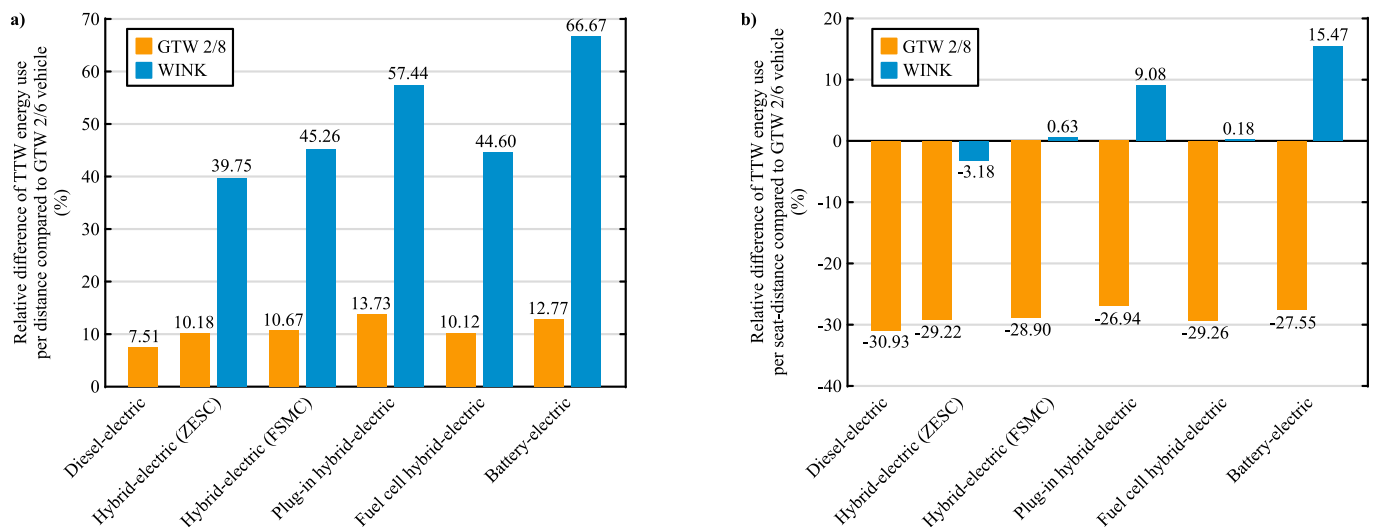 a)
Relative difference of TTW energy use
per distance compared to GTW 2/6 vehicle
(%)
70
60
50
40
30
20
10
0
GTW 2/8
WINK
7.51
10.18
39.75
10.67
45.26
13.73
57.44
10.12
44.60
12.77
66.67
Diesel-electric
Hybrid-electric (ZESC)
Hybrid-electric (FSMC)
Plug-in hybrid-electric
Fuel cell hybrid-electric
Battery-electric
b)
Relative difference of TTW energy use
per seat-distance compared to GTW 2/6 vehicle
(%)
20
10
0
-10
-20
-30
-40
GTW 2/8
WINK
-30.93
-29.22
-3.18
-28.90
0.63
-26.94
9.08
-29.26
0.18
-27.55
15.47
Diesel-electric
Hybrid-electric (ZESC)
Hybrid-electric (FSMC)
Plug-in hybrid-electric
Fuel cell hybrid-electric
Battery-electric